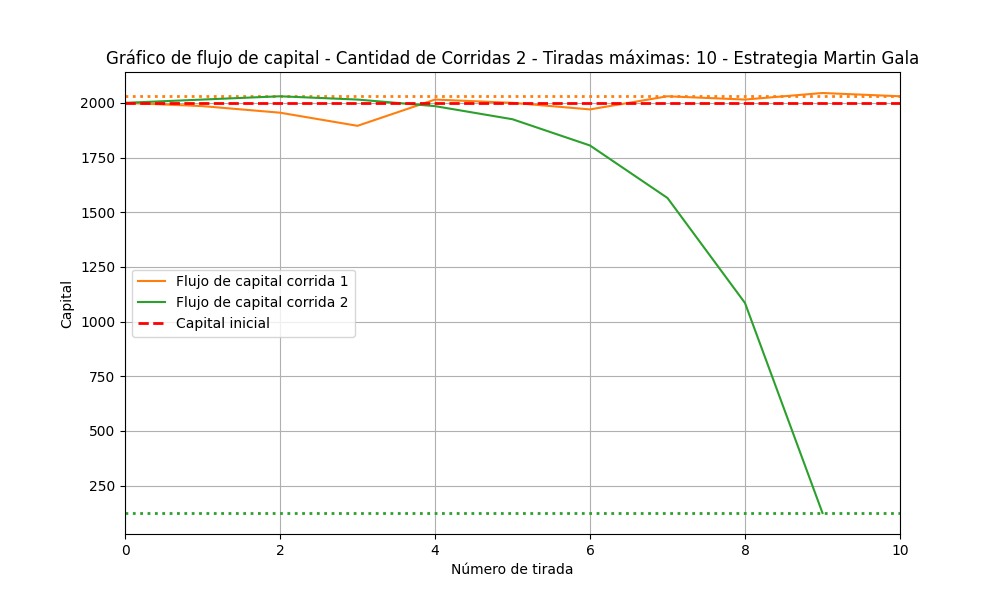 Gráfico de flujo de capital - Cantidad de Corridas 2 - Tiradas máximas: 10 - Estrategia Martin Gala
2000
1750
1500
1250
1000
750
500
250
Capital
Flujo de capital corrida 1
Flujo de capital corrida 2
Capital inicial
0 2 4 6 8 10
Número de tirada